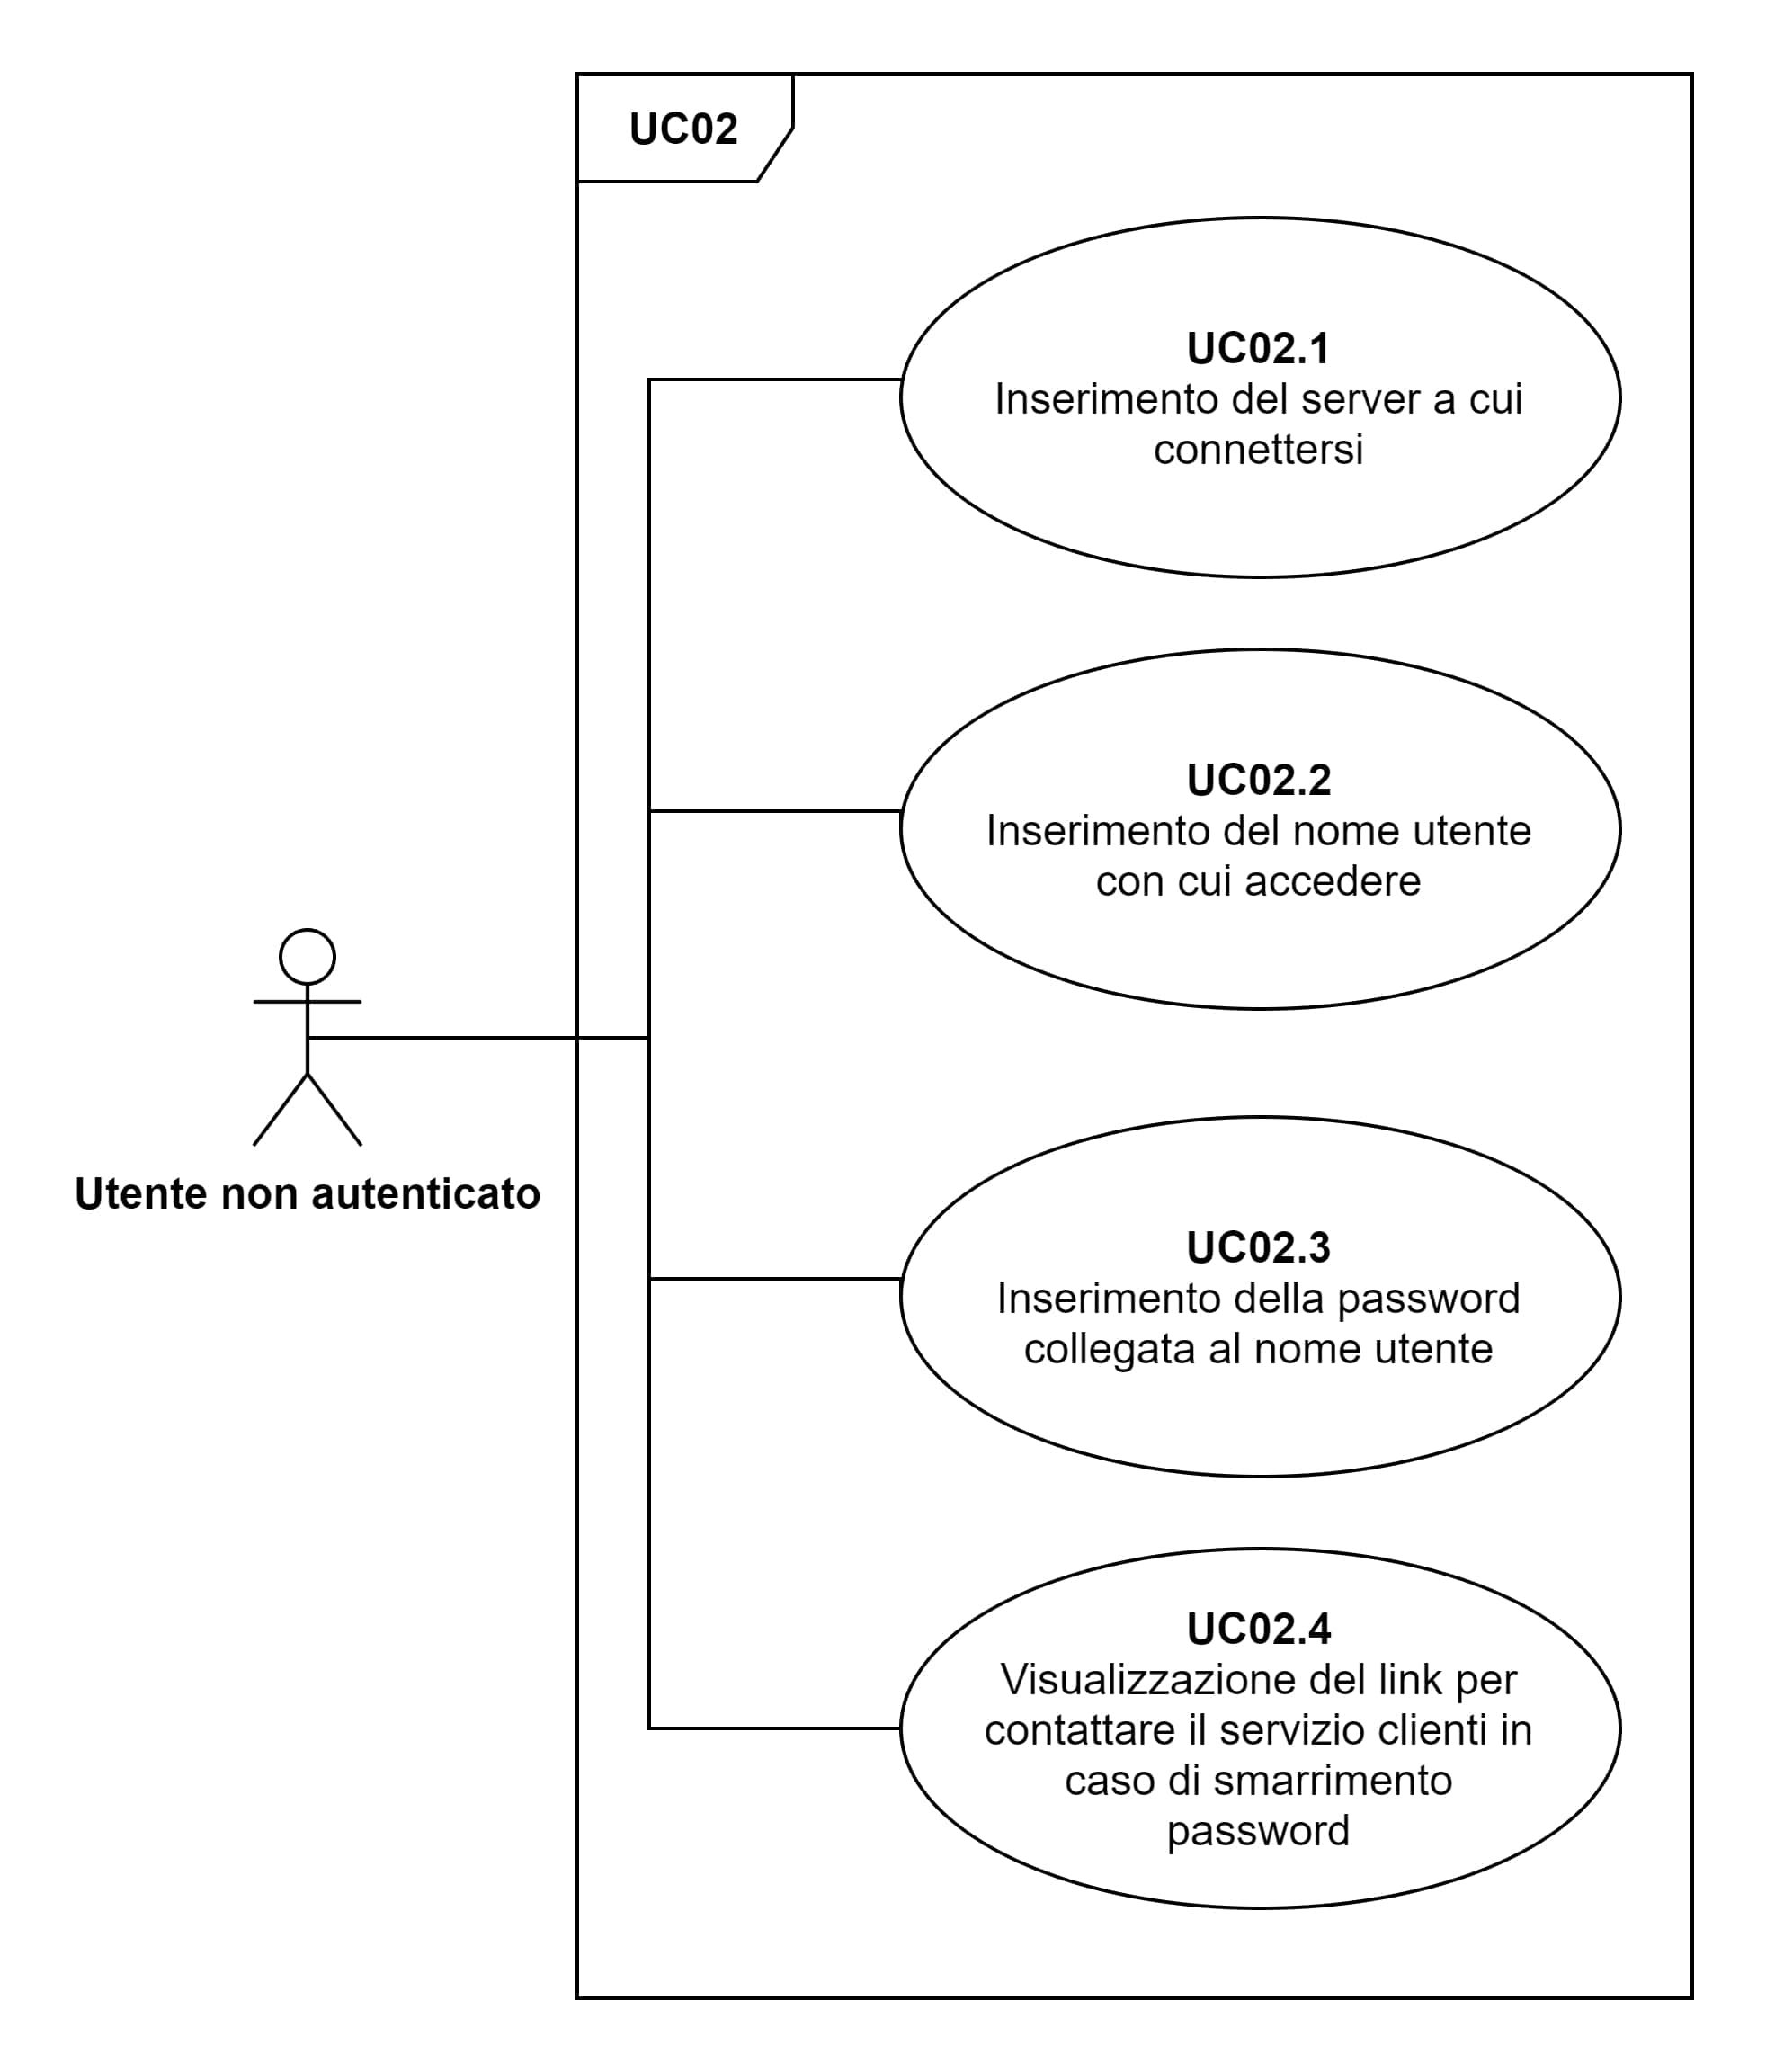 UC02
UC02.1
Inserimento del server a cui
connettersi
UC02.2
Inserimento del nome utente
con cui accedere
Utente non autenticato
UC02.3
Inserimento della password
collegata al nome utente
UC02.4
Visualizzazione del link per
contattare il servizio clienti in
caso di smarrimento
password